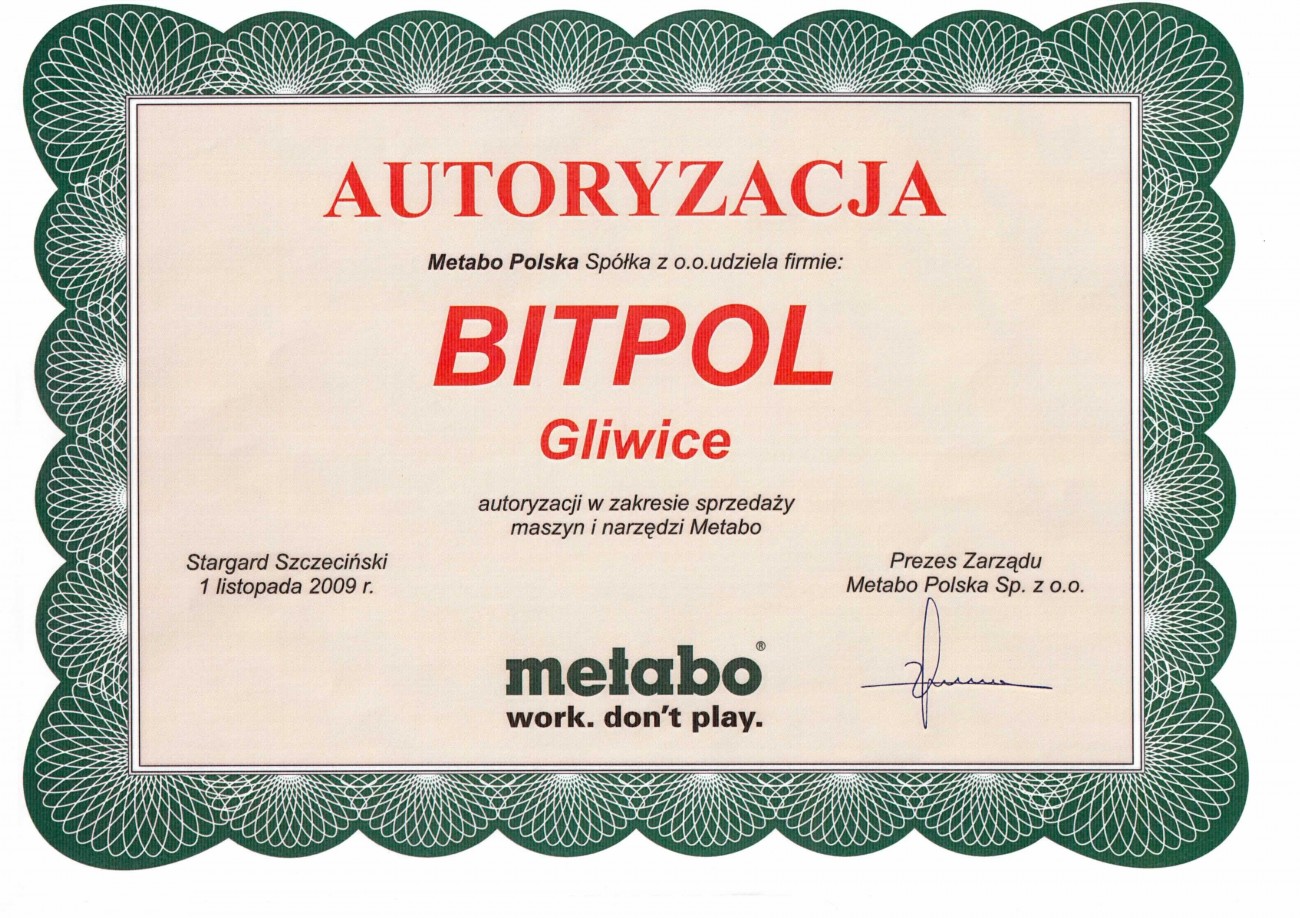 AUTORYZACJA
Metabo Polska Spółka z o.o.udziela firmie:
BITPOL
Gliwice
autoryzacji w zakresie sprzedaży
maszyn i narzędzi Metabo
Stargard Szczeciński
1 listopada 2009 r.
Prezes Zarządu
Metabo Polska Sp. z o.o.
metabo®
work. don't play.